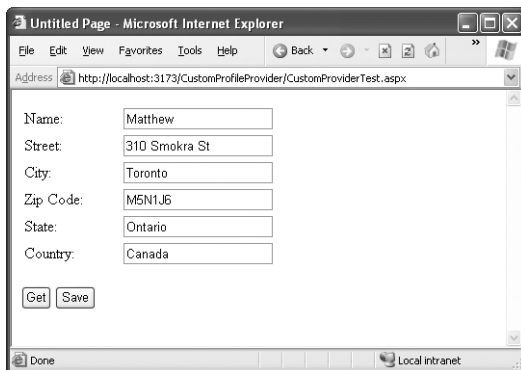 Untitled Page - Microsoft Internet Explorer
File Edit View Favorites Tools Help Back »
Address http://localhost:3173/CustomProfileProvider/CustomProviderTest.aspx
Name: Matthew
Street: 310 Smokra St
City: Toronto
Zip Code: M5N1J6
State: Ontario
Country: Canada
Get Save
Done Local intranet